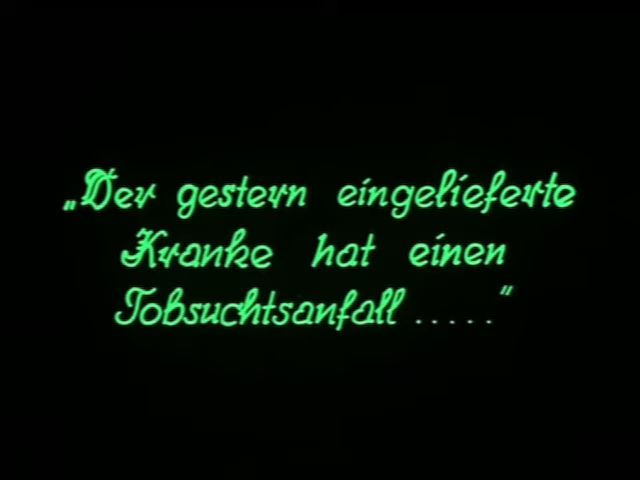 „Der gestern eingelieferte
Kranke hat einen
Tobsuchtsanfall .....“